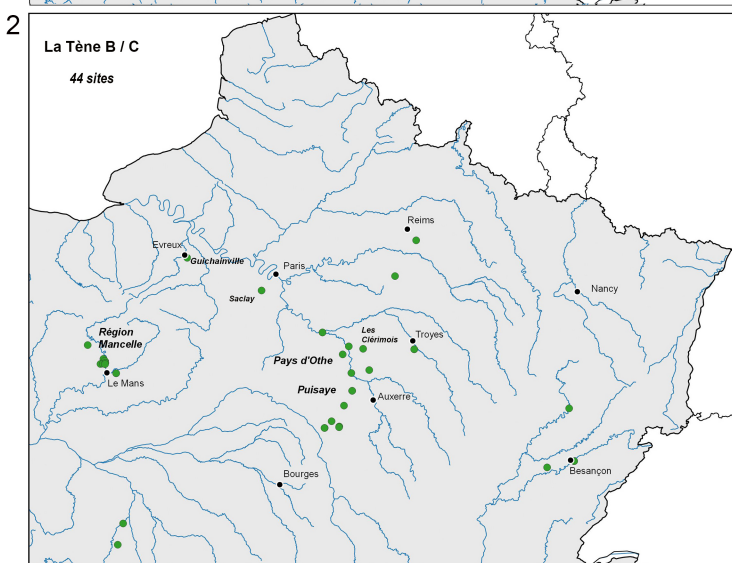 2
La Tène B / C
44 sites
Reims
Evreux
Guichainville
Paris
Nancy
Saclay
Les
Clérimois
Troyes
Région
Mancelle
Pays d'Othe
Le Mans
Puisaye
Auxerre
Besançon
Bourges